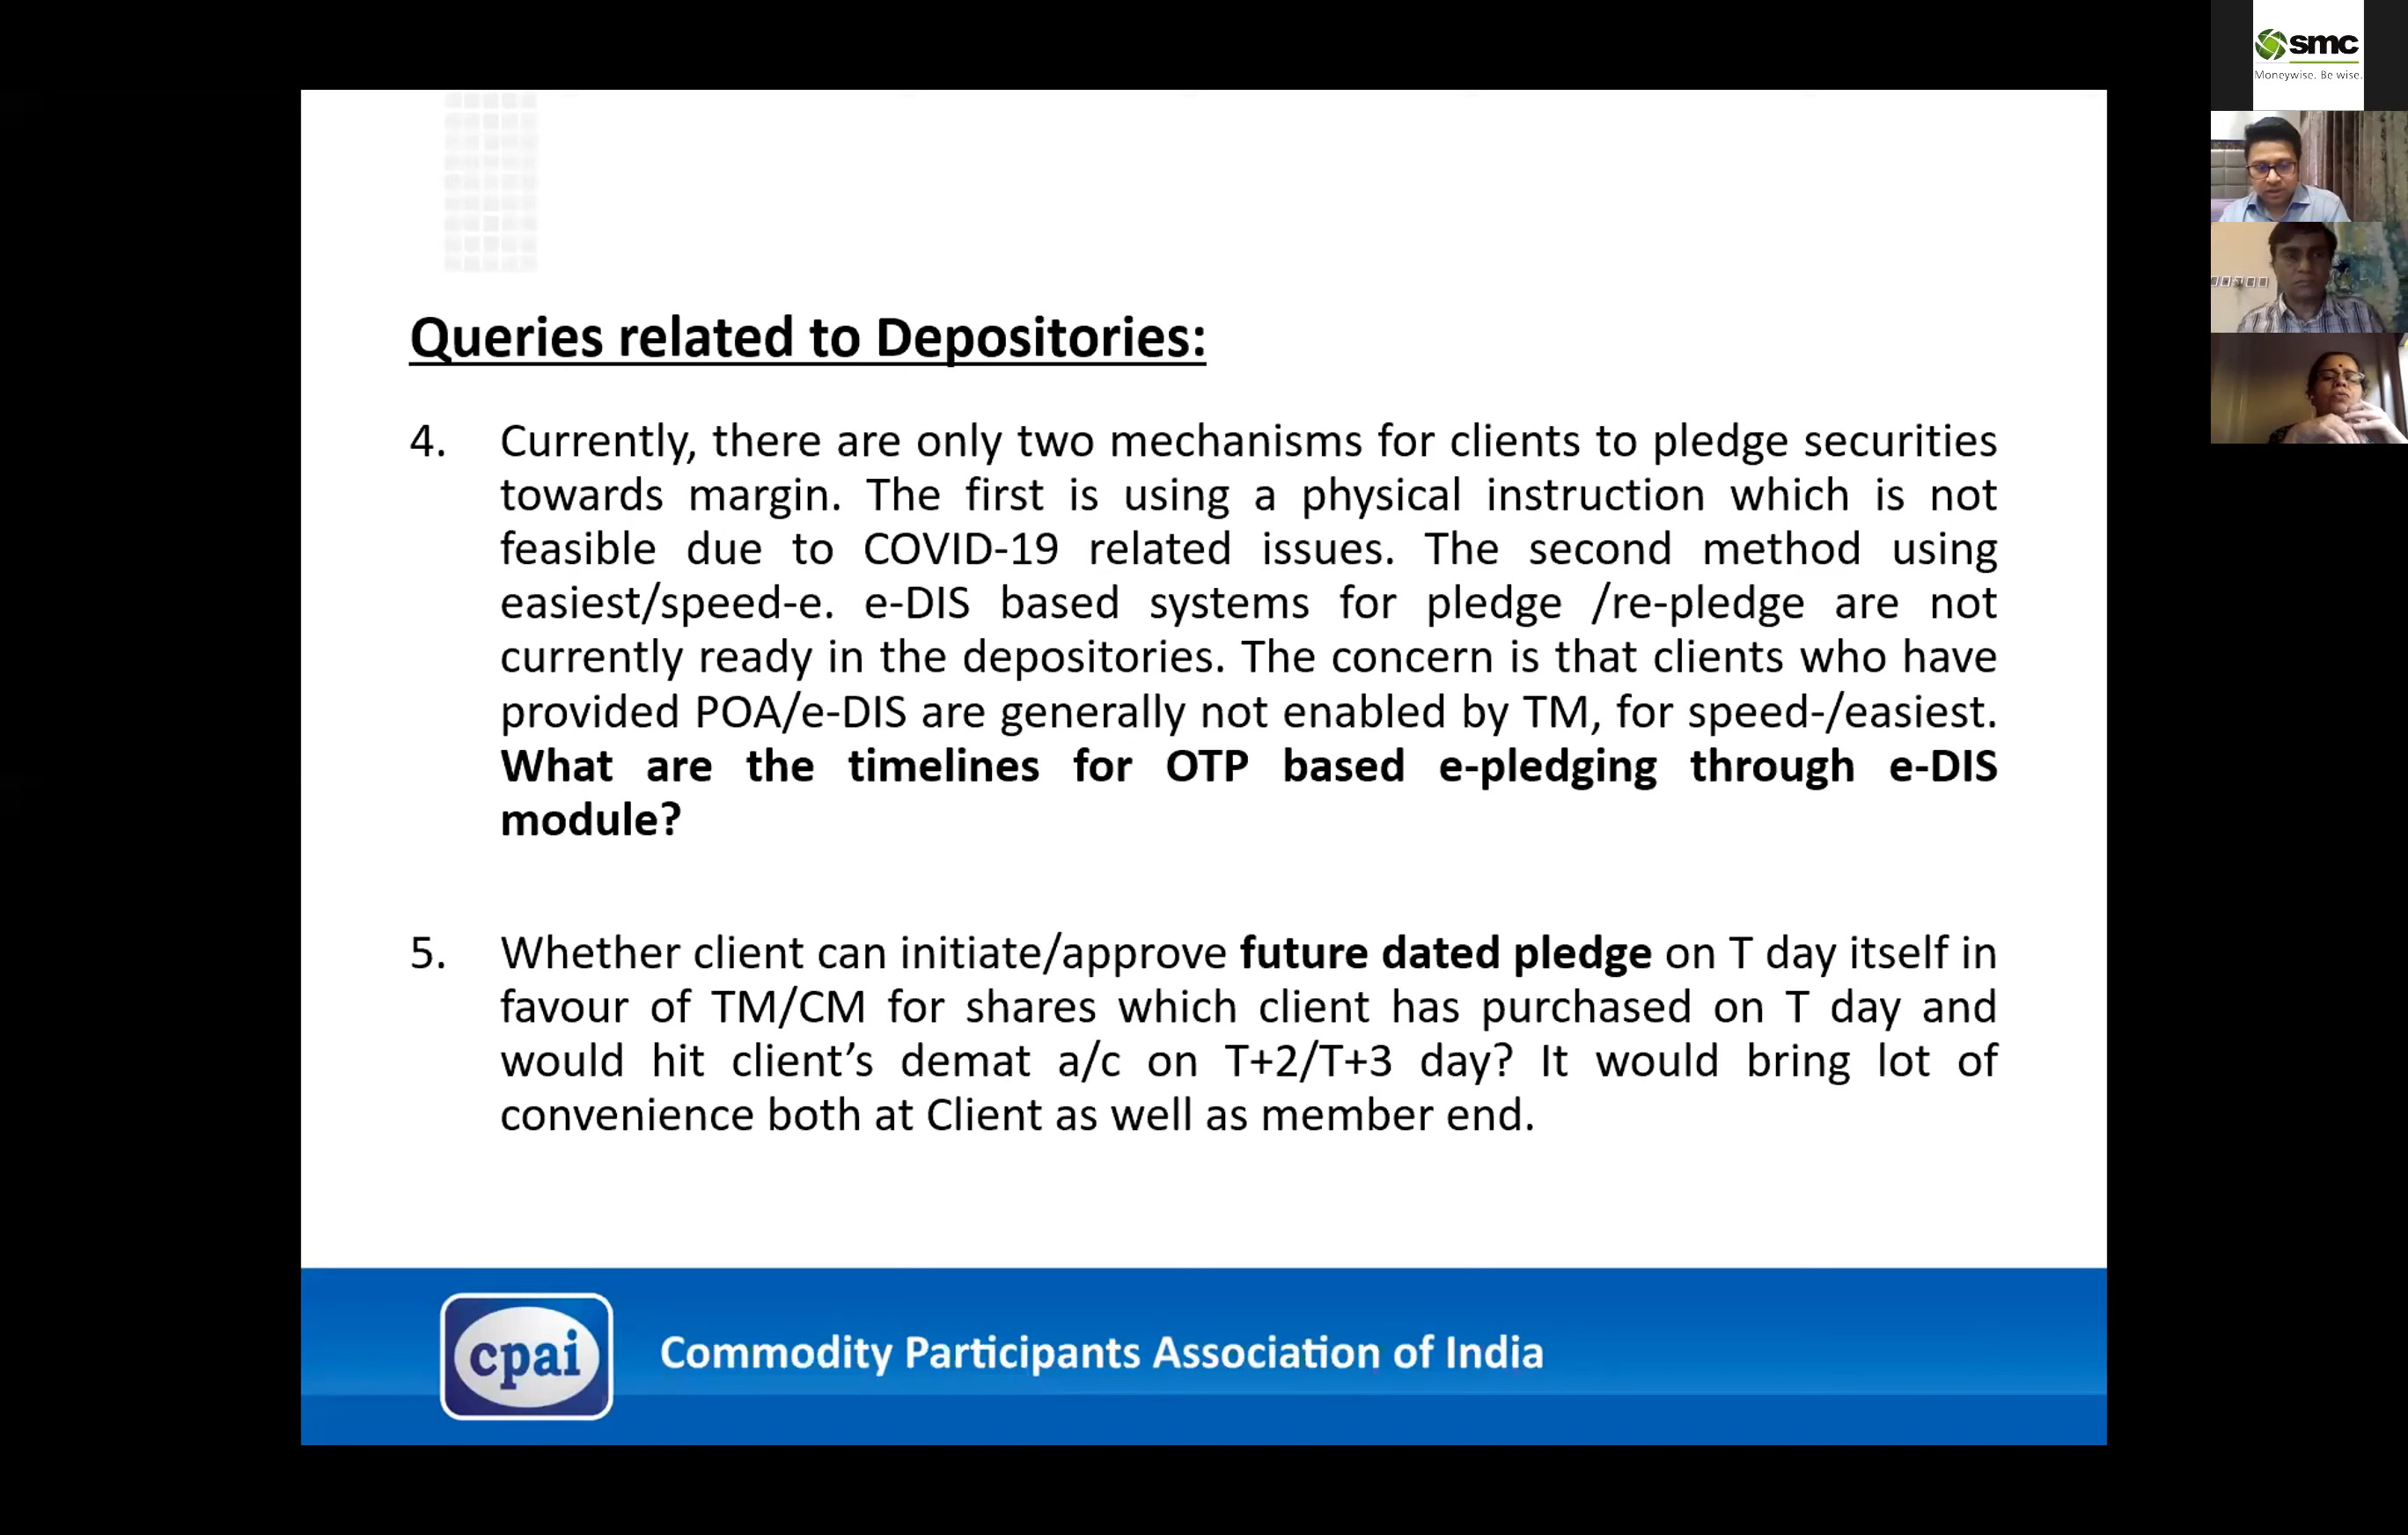 smc
Moneywise. Be wise.
Queries related to Depositories:
4. Currently, there are only two mechanisms for clients to pledge securities
towards margin. The first is using a physical instruction which is not
feasible due to COVID-19 related issues. The second method using
easiest/speed-e. e-DIS based systems for pledge /re-pledge are not
currently ready in the depositories. The concern is that clients who have
provided POA/e-DIS are generally not enabled by TM, for speed-/easiest.
What are the timelines for OTP based e-pledging through e-DIS
module?
5. Whether client can initiate/approve future dated pledge on T day itself in
favour of TM/CM for shares which client has purchased on T day and
would hit client’s demat a/c on T+2/T+3 day? It would bring lot of
convenience both at Client as well as member end.
cpai
Commodity Participants Association of India